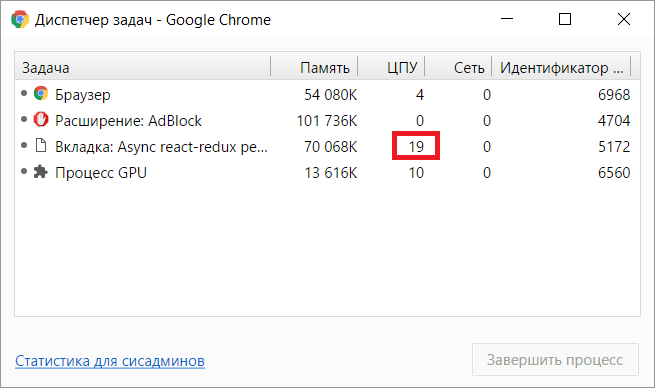 Диспетчер задач - Google Chrome
Задача Память ЦПУ Сеть Идентификатор ...
Браузер 54 080K 4 0 6968
Расширение: AdBlock 101 736K 0 0 4704
Вкладка: Async react-redux pe... 70 068K 19 0 5172
Процесс GPU 13 616K 10 0 6560
Статистика для сисадминов
Завершить процесс